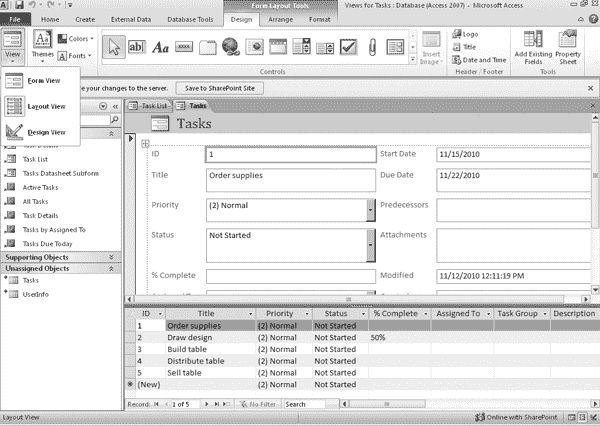 Form Layout Tools
Views for Tasks : Database (Access 2007) - Microsoft Access
File
Home
Create
External Data
Database Tools
Design
Arrange
Format
View
Themes
Colors
Fonts
Aa
ab|
Aa
xxxx
Insert Image
Logo
Title
Date and Time
Add Existing Fields
Property Sheet
Controls
Header / Footer
Tools
Form View
Layout View
Design View
e your changes to the server.
Save to SharePoint Site
Task List
Tasks
Task List
Tasks Datasheet Subform
Active Tasks
All Tasks
Task Details
Tasks by Assigned To
Tasks Due Today
Supporting Objects
Unassigned Objects
Tasks
UserInfo
Tasks
ID
1
Start Date
11/15/2010
Title
Order supplies
Due Date
11/22/2010
Priority
(2) Normal
Predecessors
Status
Not Started
Attachments
% Complete
Modified
11/12/2010 12:11:19 PM
ID Title Priority Status % Complete Assigned To Task Group Description
1 Order supplies (2) Normal Not Started
2 Draw design (2) Normal Not Started 50%
3 Build table (2) Normal Not Started
4 Distribute table (2) Normal Not Started
5 Sell table (2) Normal Not Started
(New) (2) Normal Not Started
Record: 1 of 5 No Filter Search
Layout View
Online with SharePoint